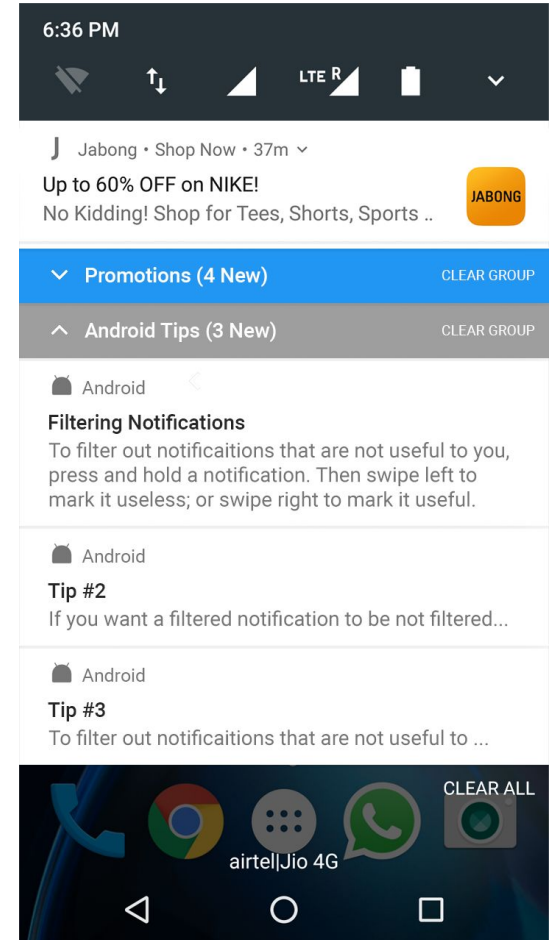 6:36 PM
LTE R
Jabong • Shop Now • 37m
Up to 60% OFF on NIKE!
No Kidding! Shop for Tees, Shorts, Sports ..
JABONG
Promotions (4 New) CLEAR GROUP
Android Tips (3 New) CLEAR GROUP
Android
Filtering Notifications
To filter out notificaitions that are not useful to you,
press and hold a notification. Then swipe left to
mark it useless; or swipe right to mark it useful.
Android
Tip #2
If you want a filtered notification to be not filtered...
Android
Tip #3
To filter out notificaitions that are not useful to ...
CLEAR ALL
airtel|Jio 4G